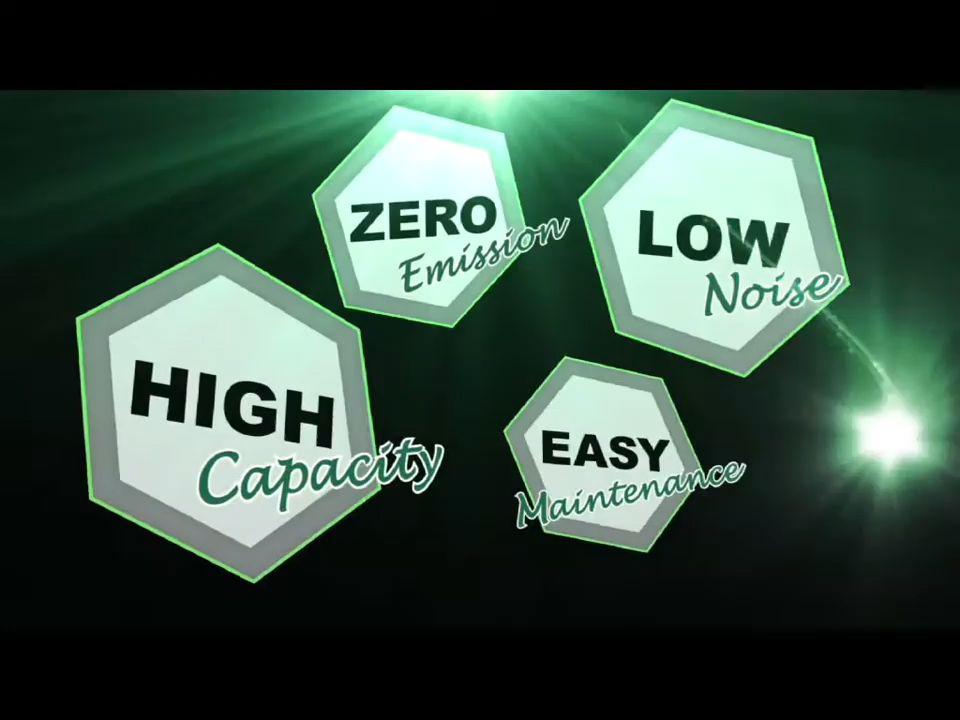 ZERO
Emission
LOW
Noise
HIGH
Capacity
EASY
Maintenance